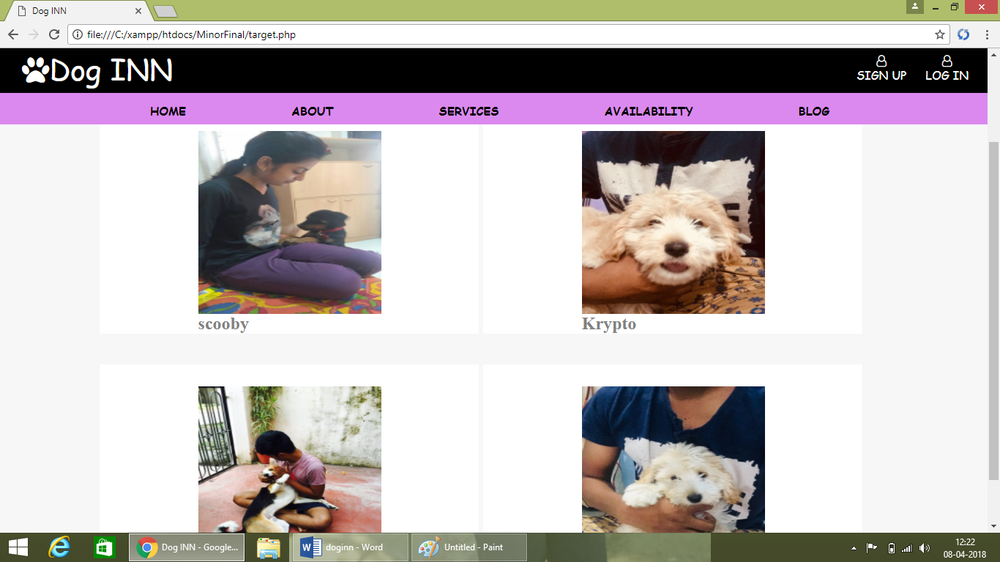 Dog INN
file:///C:/xampp/htdocs/MinorFinal/target.php
Dog INN
SIGN UP
LOG IN
HOME
ABOUT
SERVICES
AVAILABILITY
BLOG
scooby
Krypto
Dog INN - Google...
doginn - Word
Untitled - Paint
12:22
08-04-2018